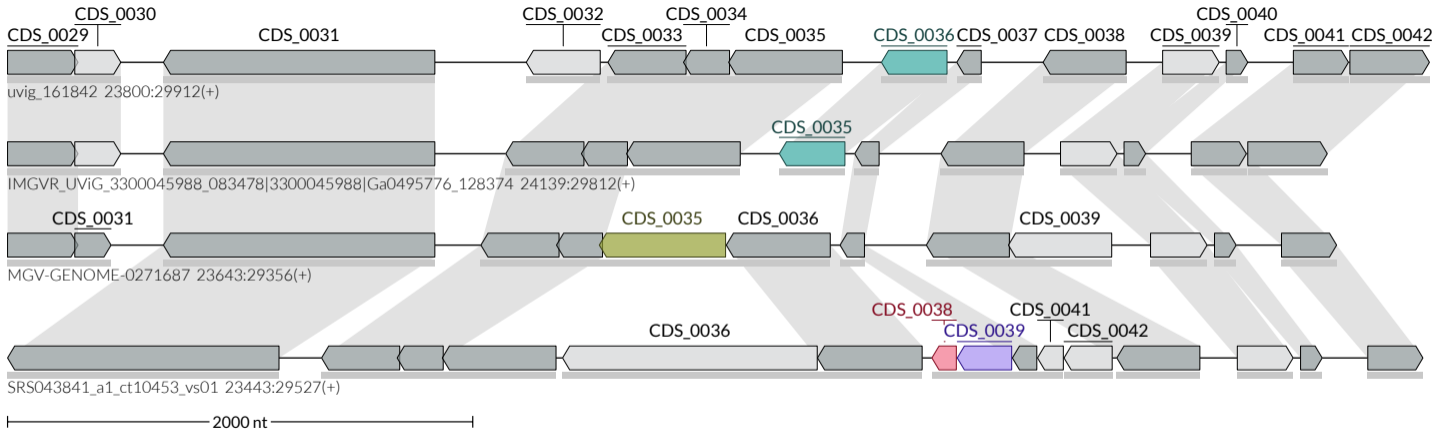 CDS_0030 CDS_0032 CDS_0034 CDS_0040
CDS_0029 CDS_0031 CDS_0033 CDS_0035 CDS_0036 CDS_0037 CDS_0038 CDS_0039 CDS_0041 CDS_0042
uvig_161842 23800:29912(+)
CDS_0035
IMGVR_UViG_3300045988_083478|3300045988|Ga0495776_128374 24139:29812(+)
CDS_0031 CDS_0035 CDS_0036 CDS_0039
MGV-GENOME-0271687 23643:29356(+)
CDS_0038 CDS_0041
CDS_0036 CDS_0039 CDS_0042
SRS043841_a1_ct10453_vs01 23443:29527(+)
2000 nt